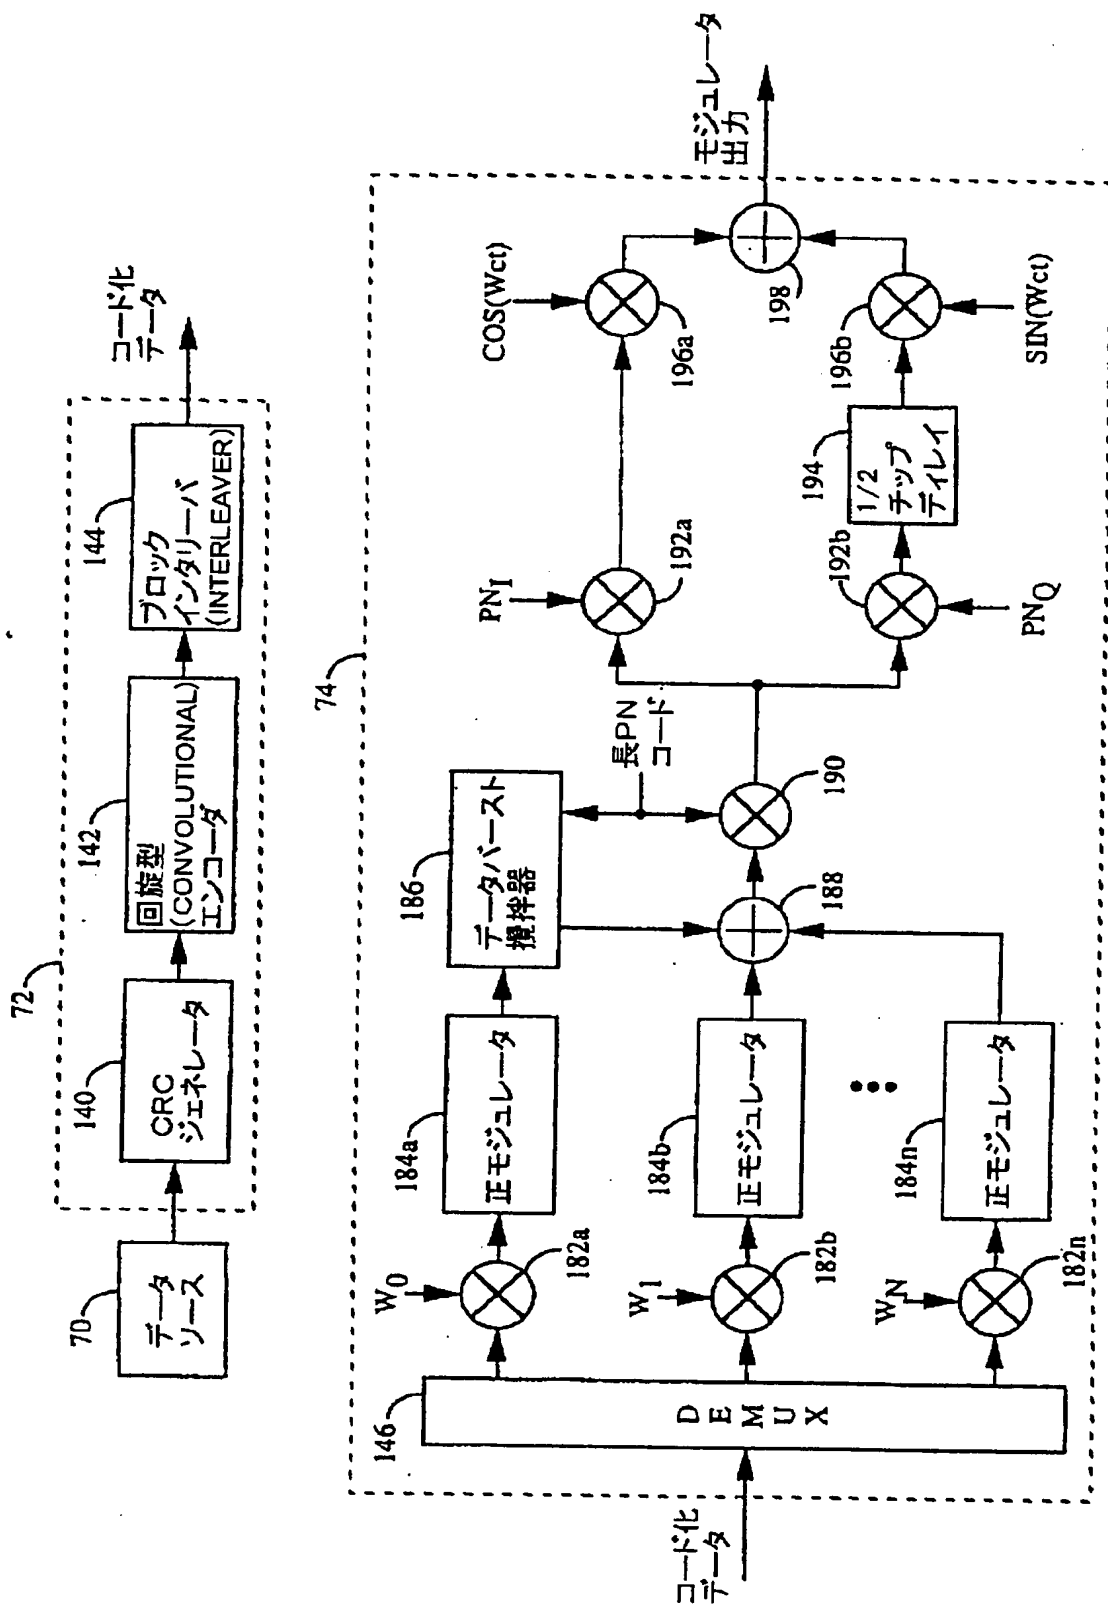 72
70
データ
ソース
140
CRC
ジェネレータ
142
回旋型
(CONVOLUTIONAL)
エンコーダ
144
ブロック
インタリーバ
(INTERLEAVER)
コード化
データ
74
コード化
データ
146
DEMUX
W0
182a
184a
正モジュレータ
186
データバースト
攪拌器
W1
182b
184b
正モジュレータ
WN
182n
184n
正モジュレータ
188
長PN
コード
190
PNI
192a
COS(Wct)
196a
PNQ
192b
194
1/2
チップ
ディレイ
196b
SIN(Wct)
198
モジュレータ
出力